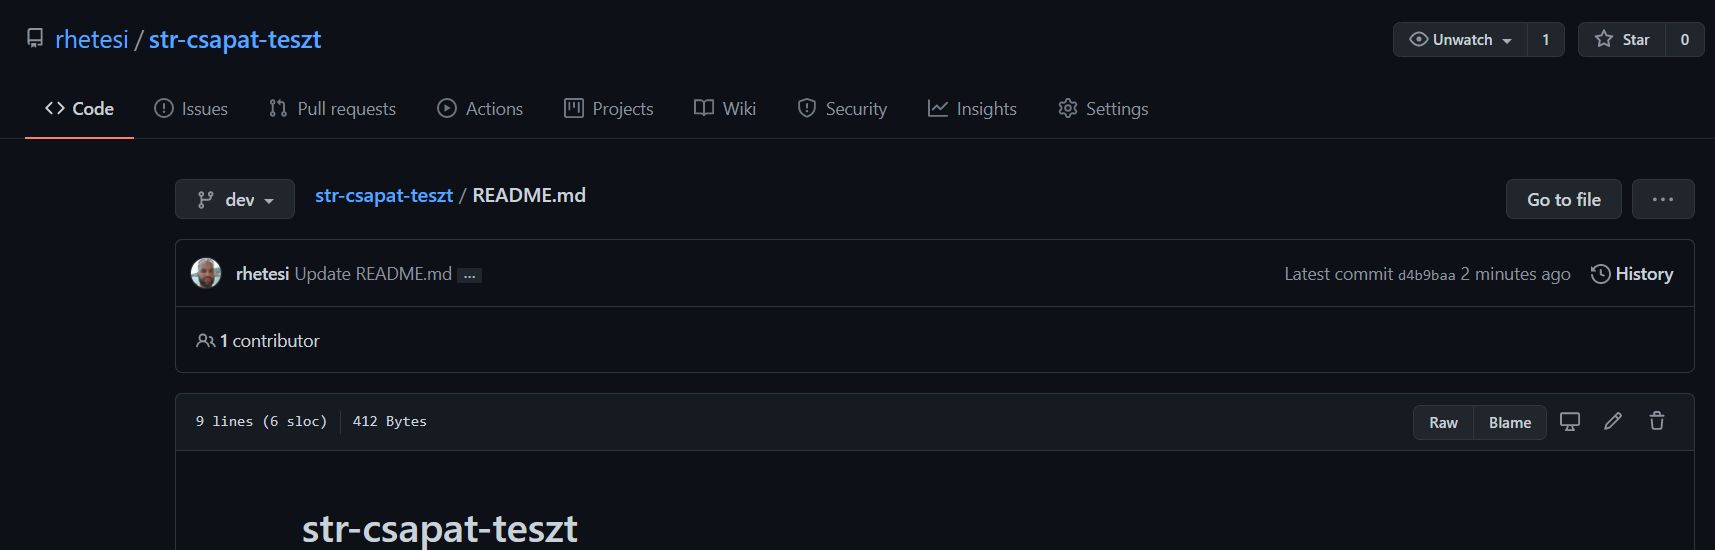 rhetesi / str-csapat-teszt
Unwatch 1 Star 0
Code Issues Pull requests Actions Projects Wiki Security Insights Settings
dev str-csapat-teszt / README.md Go to file ...
rhetesi Update README.md ... Latest commit d4b9baa 2 minutes ago History
1 contributor
9 lines (6 sloc) 412 Bytes Raw Blame
str-csapat-teszt